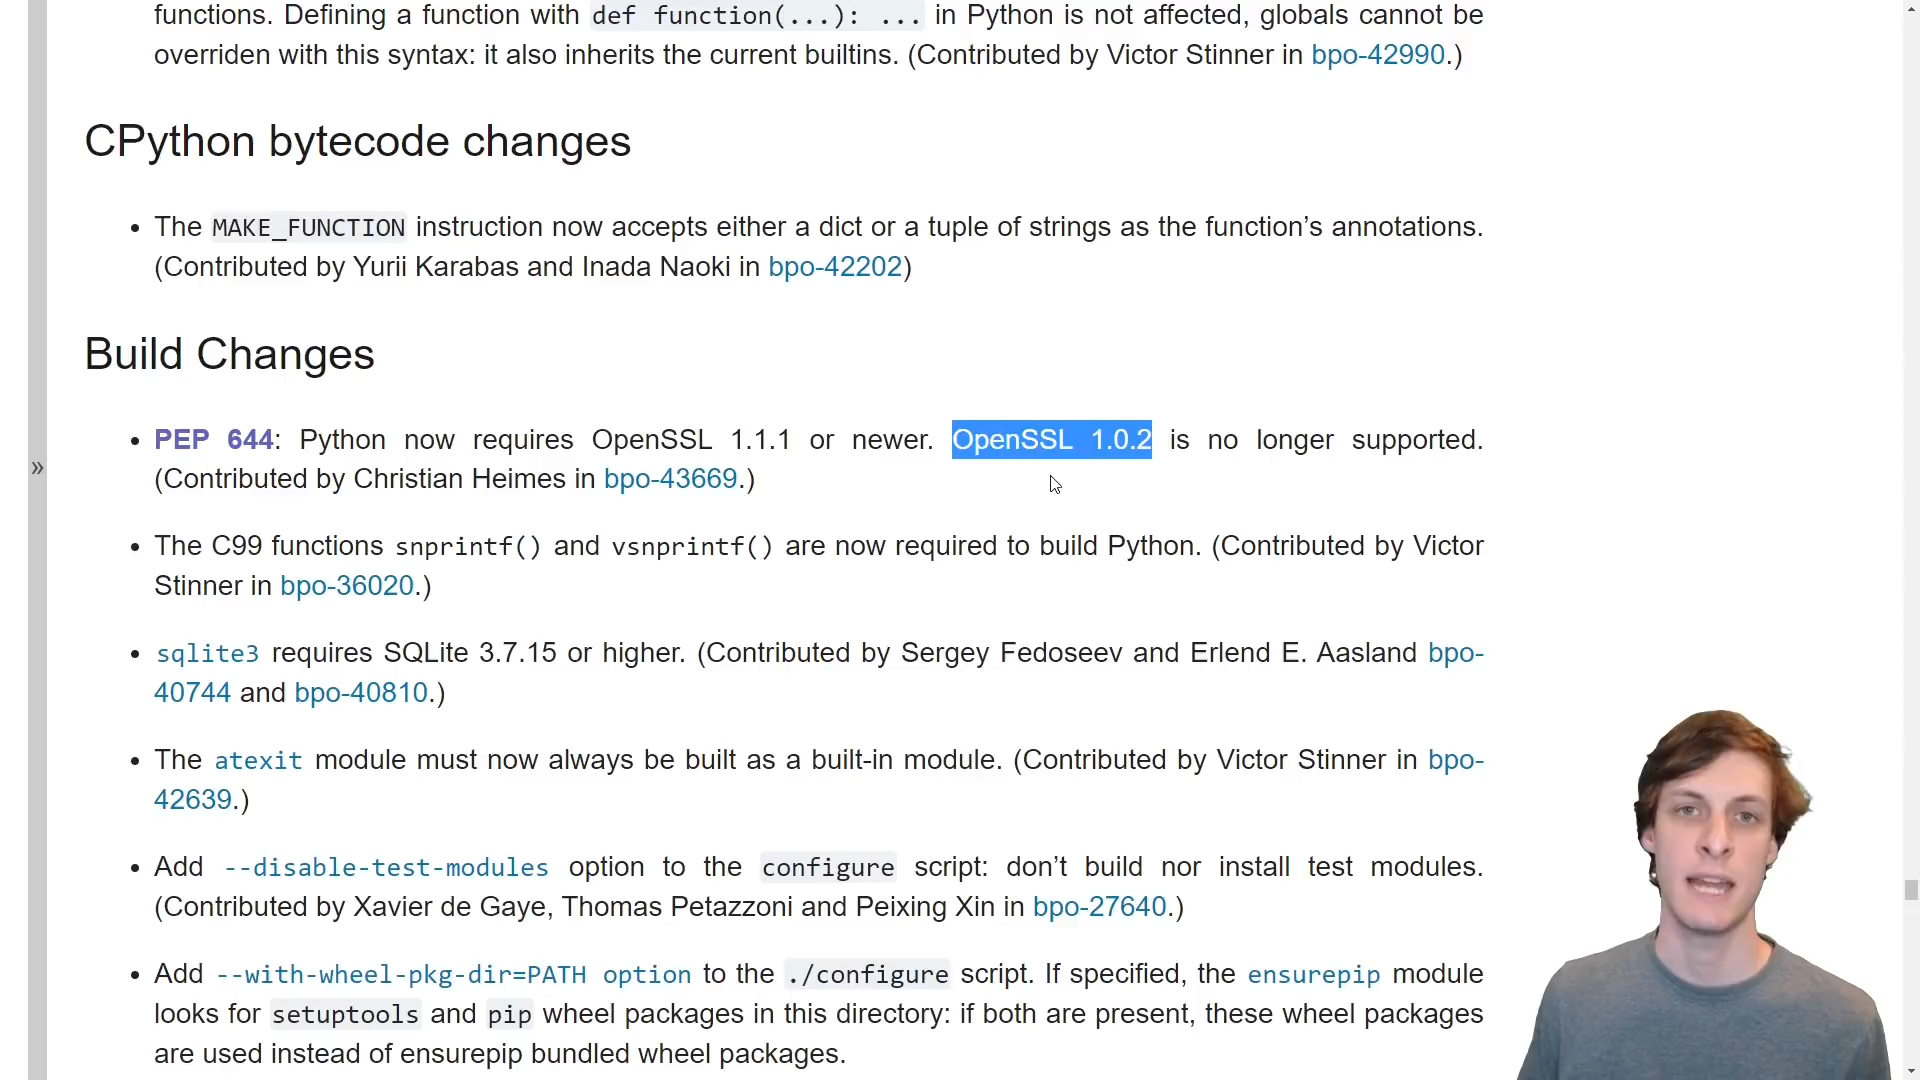 functions. Defining a function with def function(...): ... in Python is not affected, globals cannot be
overriden with this syntax: it also inherits the current builtins. (Contributed by Victor Stinner in bpo-42990.)
CPython bytecode changes
• The MAKE_FUNCTION instruction now accepts either a dict or a tuple of strings as the function’s annotations.
(Contributed by Yurii Karabas and Inada Naoki in bpo-42202)
Build Changes
• PEP 644: Python now requires OpenSSL 1.1.1 or newer. OpenSSL 1.0.2 is no longer supported.
(Contributed by Christian Heimes in bpo-43669.)
»
• The C99 functions snprintf() and vsnprintf() are now required to build Python. (Contributed by Victor
Stinner in bpo-36020.)
• sqlite3 requires SQLite 3.7.15 or higher. (Contributed by Sergey Fedoseev and Erlend E. Aasland bpo-
40744 and bpo-40810.)
• The atexit module must now always be built as a built-in module. (Contributed by Victor Stinner in bpo-
42639.)
• Add --disable-test-modules option to the configure script: don’t build nor install test modules.
(Contributed by Xavier de Gaye, Thomas Petazzoni and Peixing Xin in bpo-27640.)
• Add --with-wheel-pkg-dir=PATH option to the ./configure script. If specified, the ensurepip module
looks for setuptools and pip wheel packages in this directory: if both are present, these wheel packages
are used instead of ensurepip bundled wheel packages.